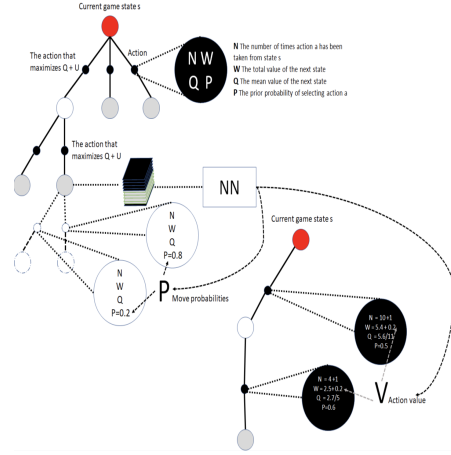 Current game state s
The action that
maximizes Q + U
Action
N W
Q P
N The number of times action a has been
taken from state s
W The total value of the next state
Q The mean value of the next state
P The prior probability of selecting action a
The action that
maximizes Q + U
NN
N
W
Q
P=0.8
Current game state s
N
W
Q
P=0.2
P Move probabilities
N = 10+1
W = 5.4 + 0.2
Q = 5.6/11
P=0.5
N = 4+1
W = 2.5+0.2
Q = 2.7/5
P=0.6
V Action value